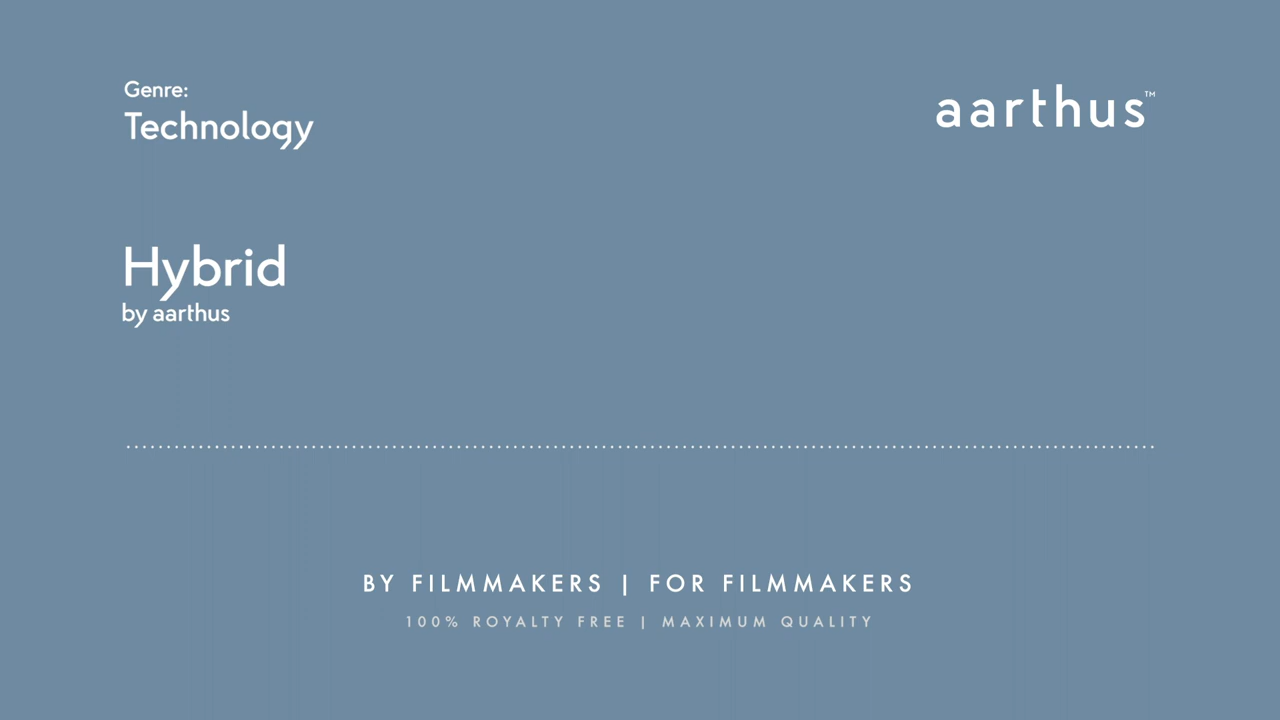 Genre:
Technology
aarthus™
Hybrid
by aarthus
BY FILMMAKERS | FOR FILMMAKERS
100% ROYALTY FREE | MAXIMUM QUALITY